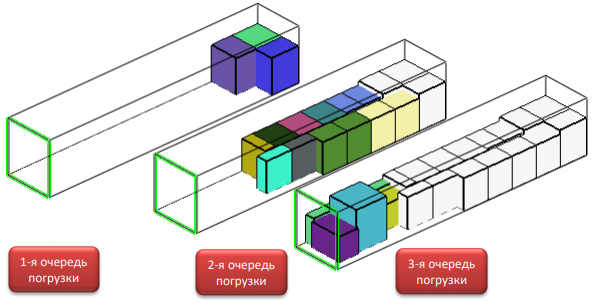 1-я очередь
погрузки
2-я очередь
погрузки
3-я очередь
погрузки